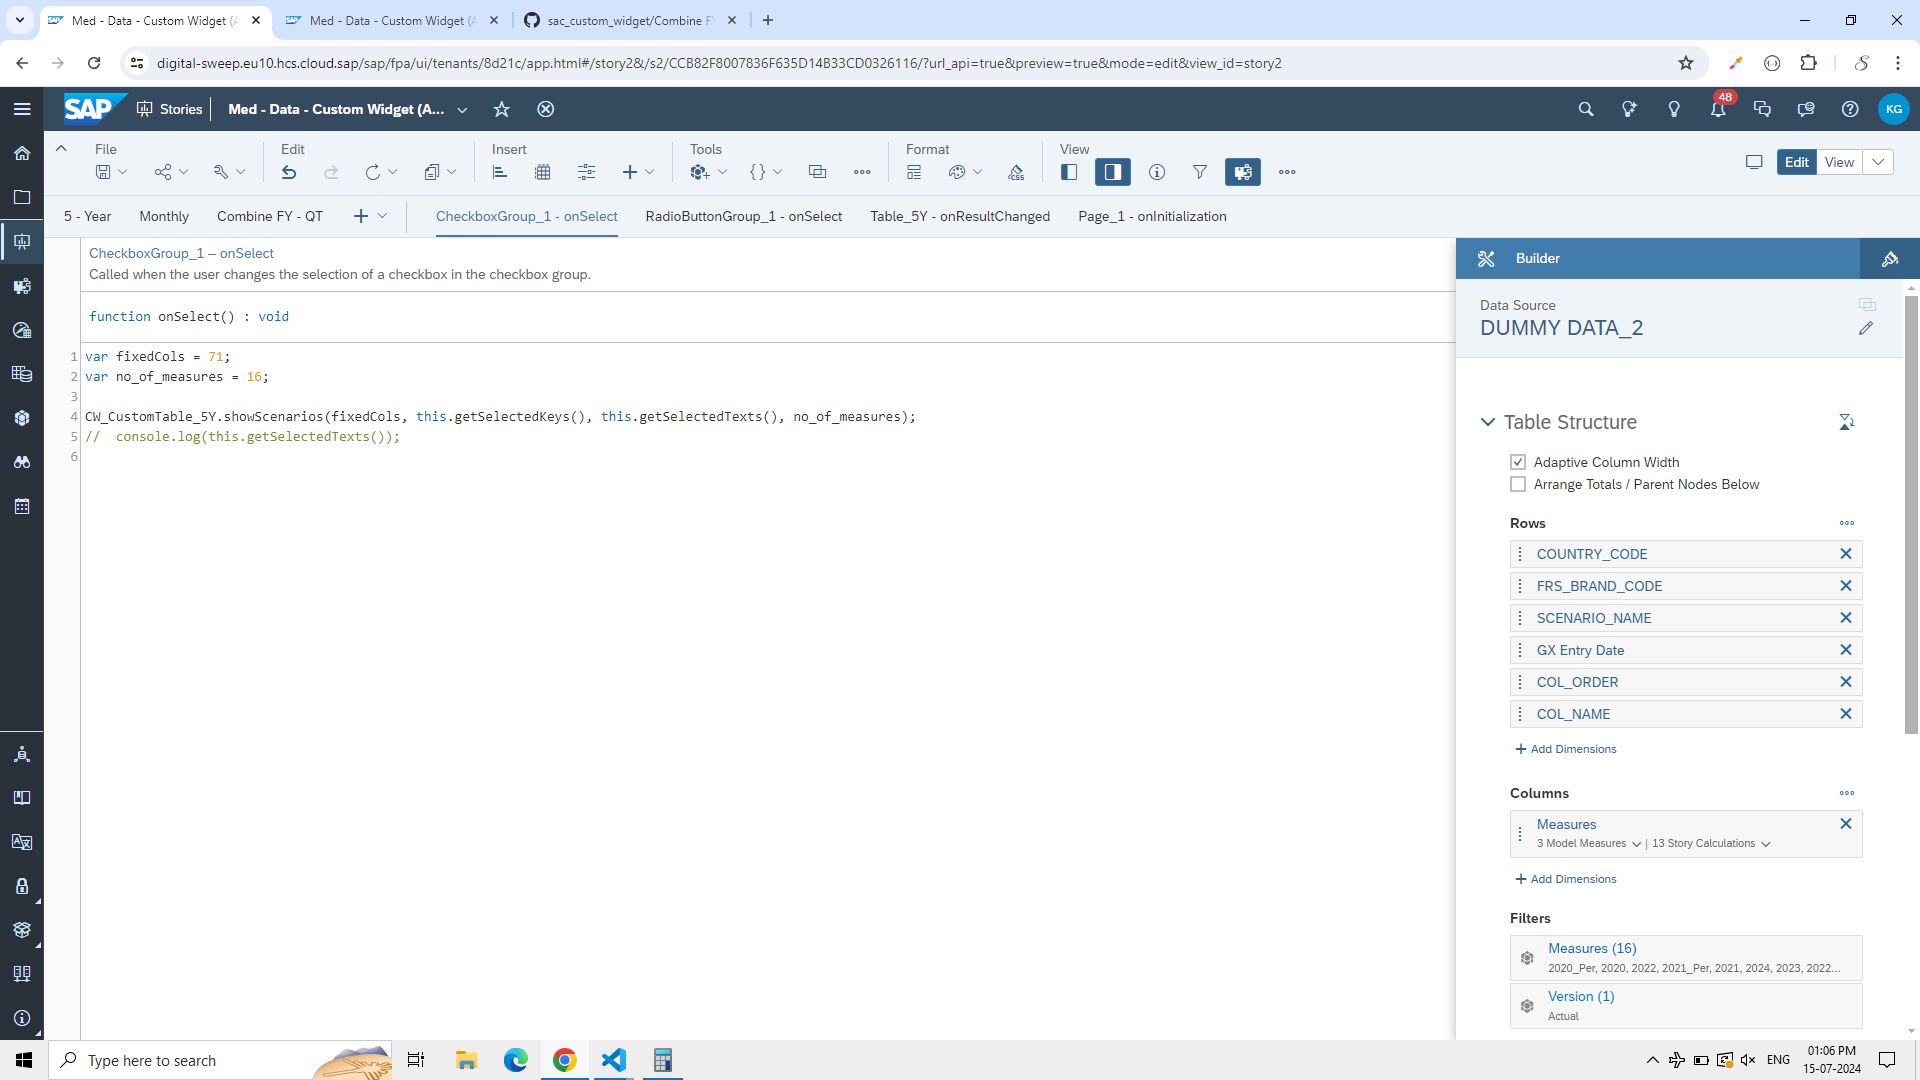 Med - Data - Custom Widget (A
Med - Data - Custom Widget (A
sac_custom_widget/Combine F
digital-sweep.eu10.hcs.cloud.sap/sap/fpa/ui/tenants/8d21c/app.html#/story2&/s2/CCB82F8007836F635D14B33CD0326116/?url_api=true&preview=true&mode=edit&view_id=story2
SAP
Stories
Med - Data - Custom Widget (A...
48
KG
File
Edit
Insert
Tools
Format
View
Edit
View
5 - Year
Monthly
Combine FY - QT
CheckboxGroup_1 - onSelect
RadioButtonGroup_1 - onSelect
Table_5Y - onResultChanged
Page_1 - onInitialization
CheckboxGroup_1 – onSelect
Called when the user changes the selection of a checkbox in the checkbox group.
function onSelect() : void
1 var fixedCols = 71;
2 var no_of_measures = 16;
3
4 CW_CustomTable_5Y.showScenarios(fixedCols, this.getSelectedKeys(), this.getSelectedTexts(), no_of_measures);
5 //  console.log(this.getSelectedTexts());
6
Builder
Data Source
DUMMY DATA_2
Table Structure
Adaptive Column Width
Arrange Totals / Parent Nodes Below
Rows
COUNTRY_CODE
FRS_BRAND_CODE
SCENARIO_NAME
GX Entry Date
COL_ORDER
COL_NAME
+ Add Dimensions
Columns
Measures
3 Model Measures | 13 Story Calculations
+ Add Dimensions
Filters
Measures (16)
2020_Per, 2020, 2022, 2021_Per, 2021, 2024, 2023, 2022...
Version (1)
Actual
Type here to search
ENG
01:06 PM
15-07-2024